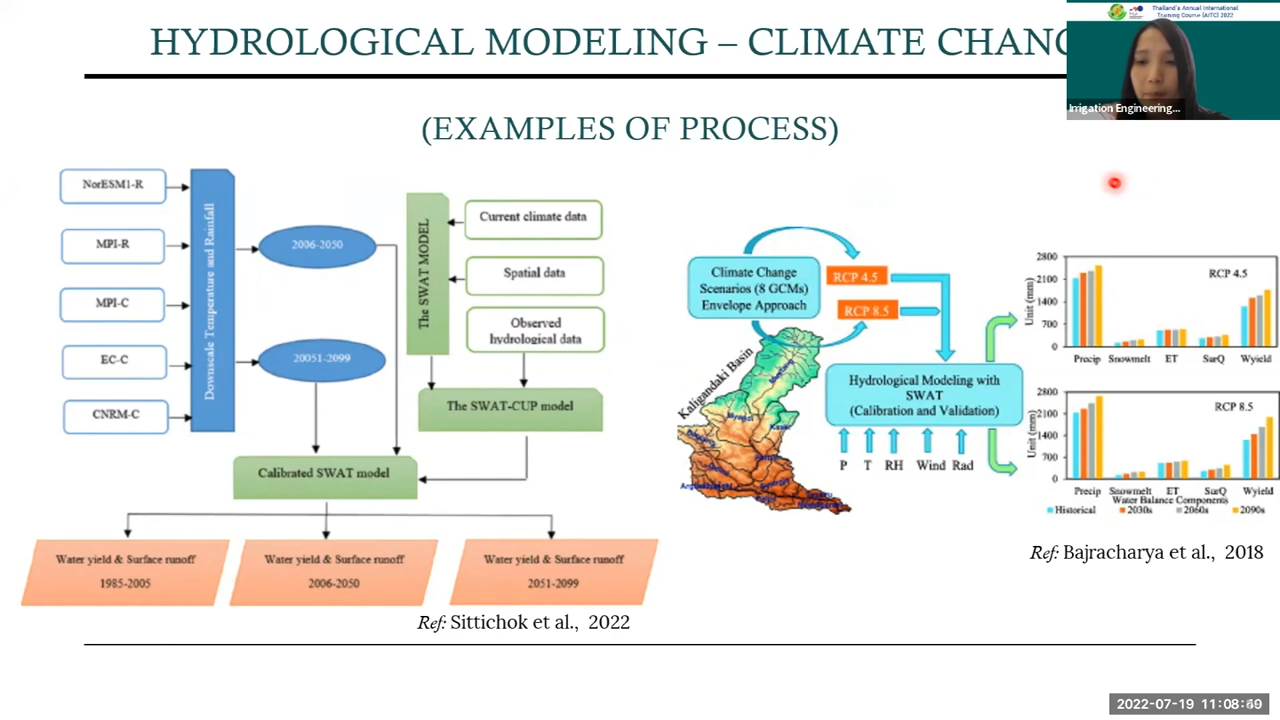 HYDROLOGICAL MODELING – CLIMATE CHANG
Thailand's Annual International
Training Course (AITC) 2022
Irrigation Engineering...
(EXAMPLES OF PROCESS)
NorESM1-R
MPI-R
MPI-C
EC-C
CNRM-C
Downscale Temperature and Rainfall
2006-2050
20051-2099
The SWAT MODEL
Current climate data
Spatial data
Observed
hydrological data
The SWAT-CUP model
Calibrated SWAT model
Water yield & Surface runoff
1985-2005
Water yield & Surface runoff
2006-2050
Water yield & Surface runoff
2051-2099
Ref: Sittichok et al., 2022
Climate Change
Scenarios (8 GCMs)
Envelope Approach
RCP 4.5
RCP 8.5
Kaligandaki Basin
Hydrological Modeling with
SWAT
(Calibration and Validation)
P T RH Wind Rad
Unit (mm)
2800
2100
1400
700
0
RCP 4.5
Precip Snowmelt ET SurQ Wyield
Unit (mm)
2800
2100
1400
700
0
RCP 8.5
Precip Snowmelt ET SurQ Wyield
Water Balance Components
Historical 2030s 2060s 2090s
Ref: Bajracharya et al., 2018